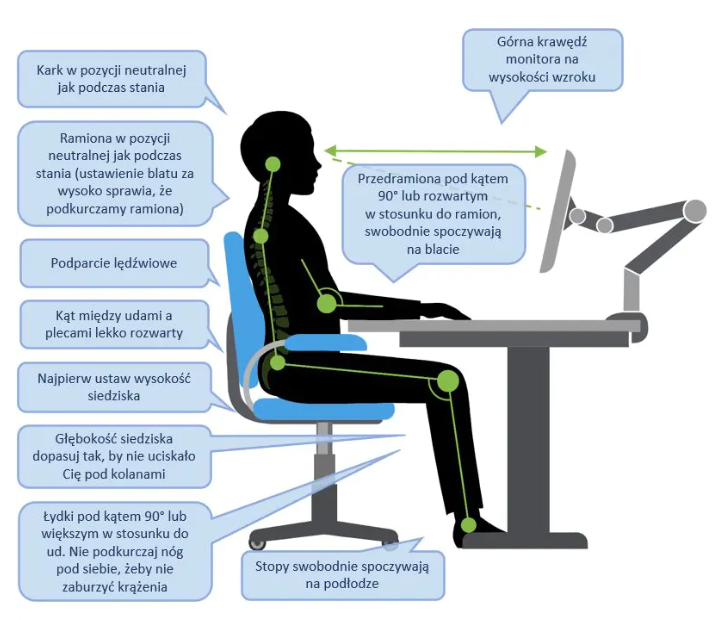 Górna krawędź
monitora na
wysokości wzroku
Kark w pozycji neutralnej
jak podczas stania
Ramiona w pozycji
neutralnej jak podczas
stania (ustawienie blatu za
wysoko sprawia, że
podkurczamy ramiona)
Przedramiona pod kątem
90° lub rozwartym
w stosunku do ramion,
swobodnie spoczywają
na blacie
Podparcie lędźwiowe
Kąt między udami a
plecami lekko rozwarty
Najpierw ustaw wysokość
siedziska
Głębokość siedziska
dopasuj tak, by nie uciskało
Cię pod kolanami
Łydki pod kątem 90° lub
większym w stosunku do
ud. Nie podkurczaj nóg
pod siebie, żeby nie
zaburzyć krążenia
Stopy swobodnie spoczywają
na podłodze